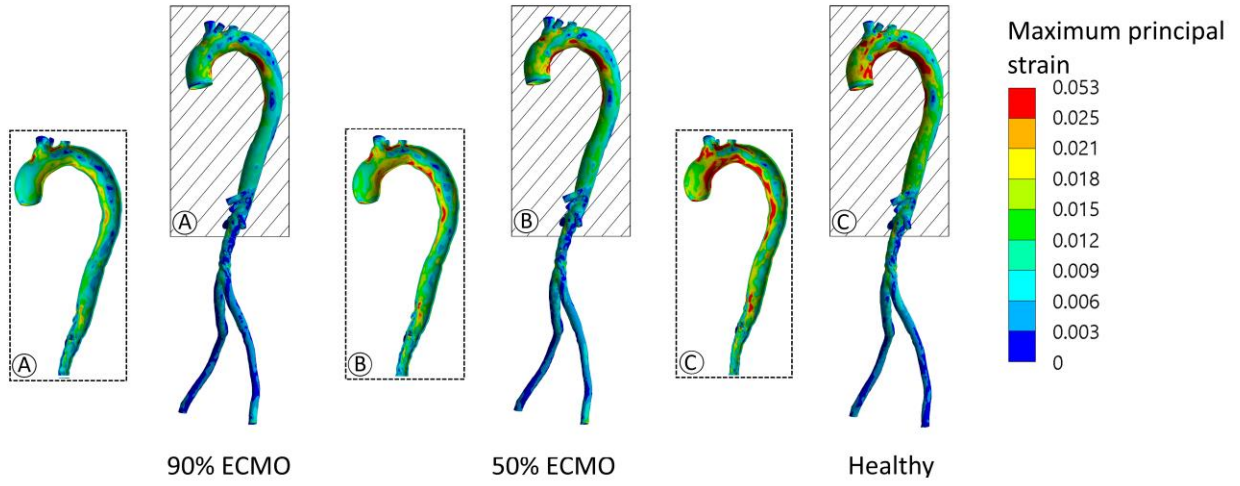 Maximum principal
strain
0.053
0.025
0.021
0.018
0.015
0.012
0.009
0.006
0.003
0
A
B
C
A
B
C
90% ECMO
50% ECMO
Healthy